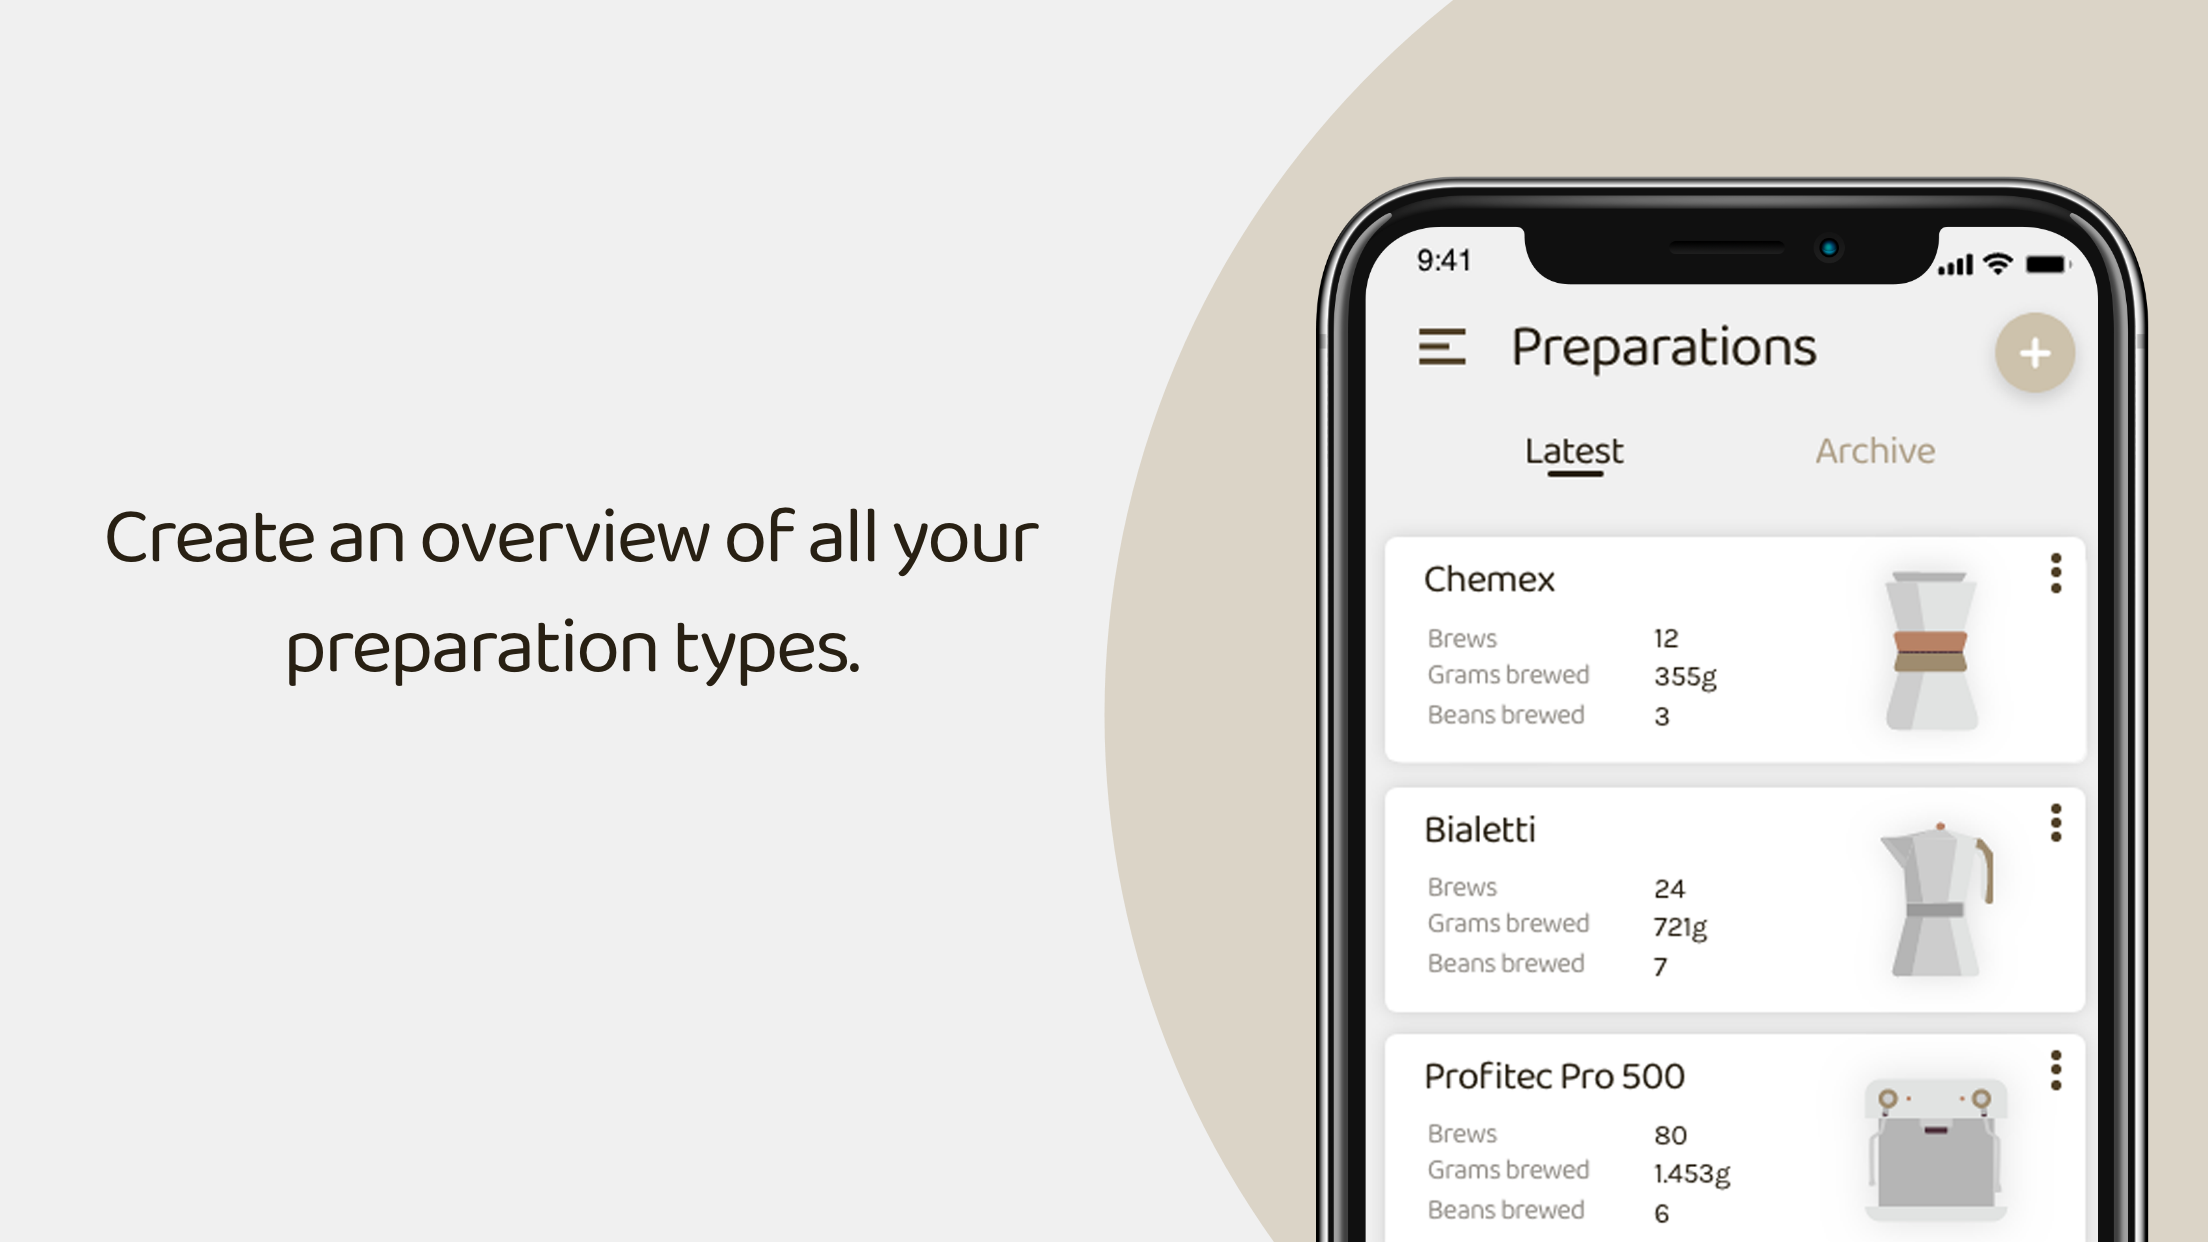 Create an overview of all your
preparation types.
9:41
Preparations
Latest
Archive
Chemex
Brews 12
Grams brewed 355g
Beans brewed 3
Bialetti
Brews 24
Grams brewed 721g
Beans brewed 7
Profitec Pro 500
Brews 80
Grams brewed 1.453g
Beans brewed 6